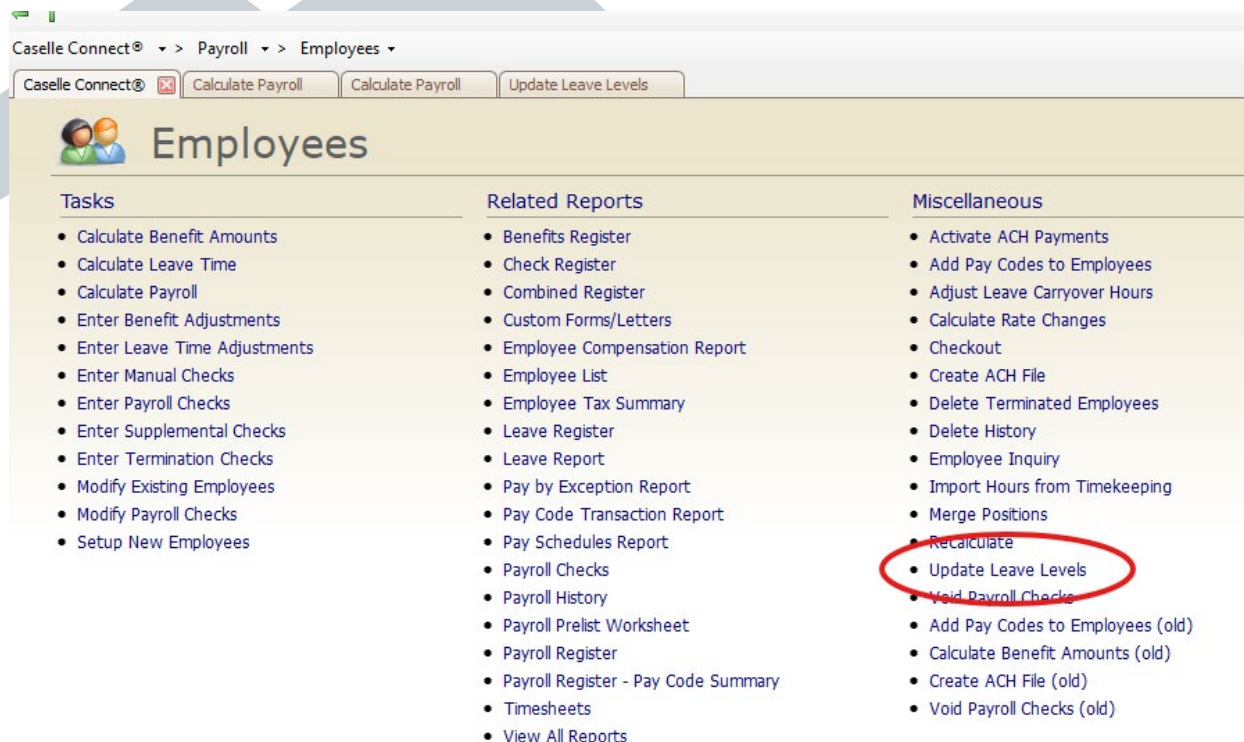 Caselle Connect® > Payroll > Employees
Caselle Connect® Calculate Payroll Calculate Payroll Update Leave Levels
Employees
Tasks
• Calculate Benefit Amounts
• Calculate Leave Time
• Calculate Payroll
• Enter Benefit Adjustments
• Enter Leave Time Adjustments
• Enter Manual Checks
• Enter Payroll Checks
• Enter Supplemental Checks
• Enter Termination Checks
• Modify Existing Employees
• Modify Payroll Checks
• Setup New Employees
Related Reports
• Benefits Register
• Check Register
• Combined Register
• Custom Forms/Letters
• Employee Compensation Report
• Employee List
• Employee Tax Summary
• Leave Register
• Leave Report
• Pay by Exception Report
• Pay Code Transaction Report
• Pay Schedules Report
• Payroll Checks
• Payroll History
• Payroll Prelist Worksheet
• Payroll Register
• Payroll Register - Pay Code Summary
• Timesheets
• View All Reports
Miscellaneous
• Activate ACH Payments
• Add Pay Codes to Employees
• Adjust Leave Carryover Hours
• Calculate Rate Changes
• Checkout
• Create ACH File
• Delete Terminated Employees
• Delete History
• Employee Inquiry
• Import Hours from Timekeeping
• Merge Positions
• Recalculate
• Update Leave Levels
• Void Payroll Checks
• Add Pay Codes to Employees (old)
• Calculate Benefit Amounts (old)
• Create ACH File (old)
• Void Payroll Checks (old)